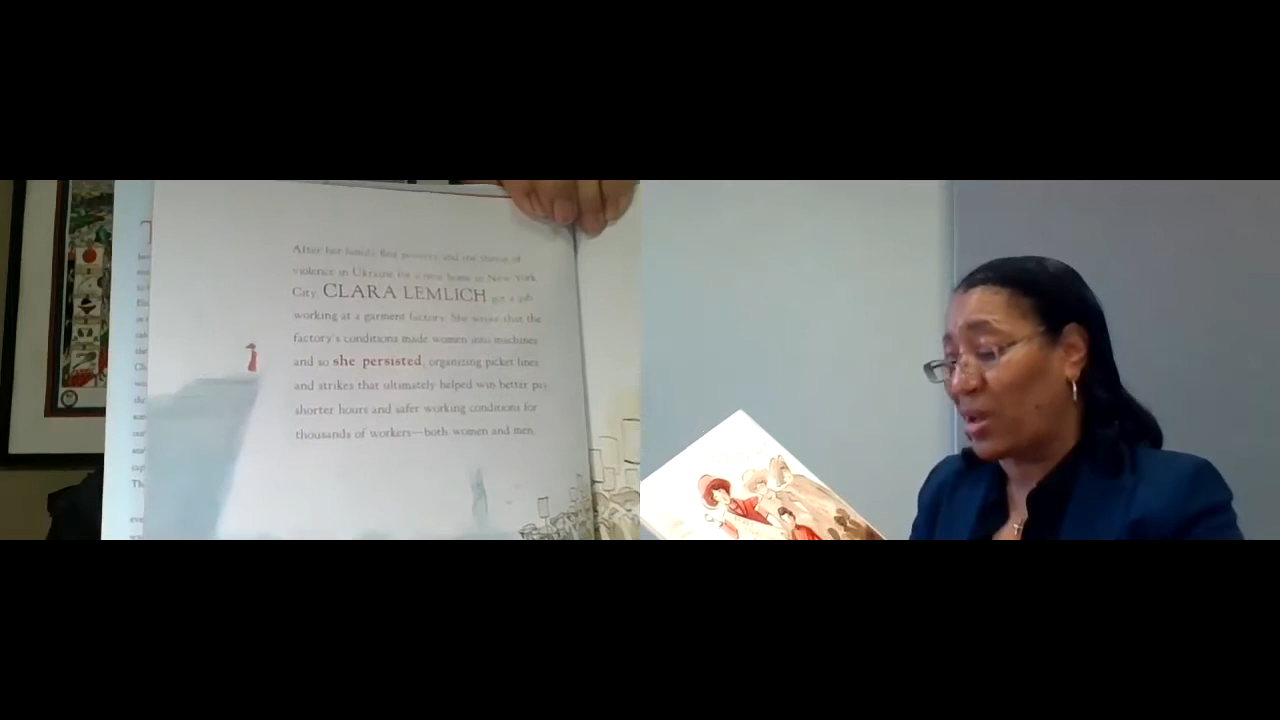 After her family fled poverty and the threat of
violence in Ukraine for a new home in New York
City, CLARA LEMLICH got a job
working at a garment factory. She wrote that the
factory's conditions made women into machines
and so she persisted, organizing picket lines
and strikes that ultimately helped win better pay
shorter hours and safer working conditions for
thousands of workers—both women and men.